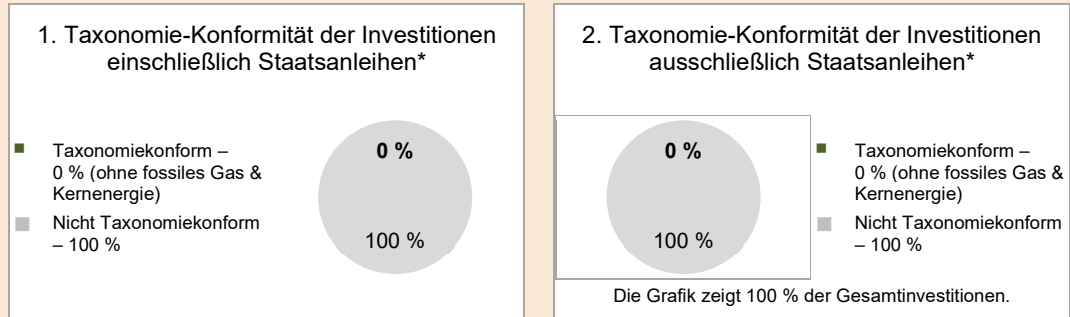 1. Taxonomie-Konformität der Investitionen
einschließlich Staatsanleihen*
Taxonomiekonform –
0 % (ohne fossiles Gas &
Kernenergie)
Nicht Taxonomiekonform
– 100 %
0 %
100 %
2. Taxonomie-Konformität der Investitionen
ausschließlich Staatsanleihen*
0 %
100 %
Taxonomiekonform –
0 % (ohne fossiles Gas &
Kernenergie)
Nicht Taxonomiekonform
– 100 %
Die Grafik zeigt 100 % der Gesamtinvestitionen.